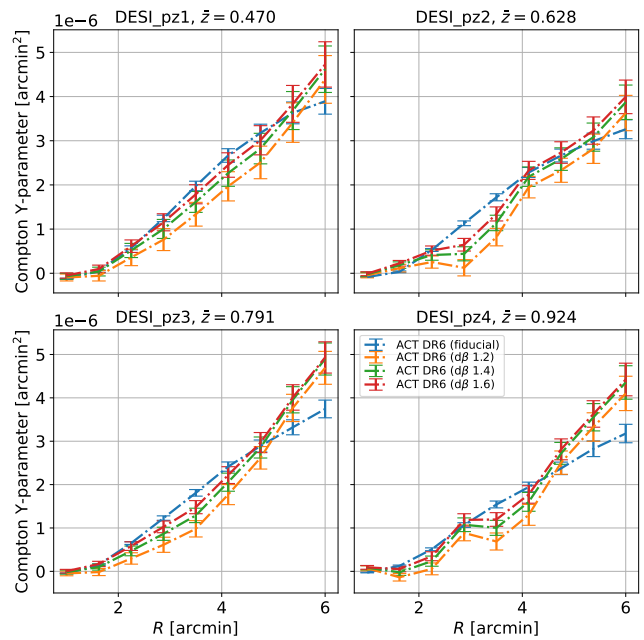 DESI_pz1, z̄ = 0.470
DESI_pz2, z̄ = 0.628
1e−6
Compton Y-parameter [arcmin²]
5
4
3
2
1
0
DESI_pz3, z̄ = 0.791
DESI_pz4, z̄ = 0.924
1e−6
Compton Y-parameter [arcmin²]
5
4
3
2
1
0
ACT DR6 (fiducial)
ACT DR6 (dβ 1.2)
ACT DR6 (dβ 1.4)
ACT DR6 (dβ 1.6)
2 4 6
2 4 6
R [arcmin]
R [arcmin]